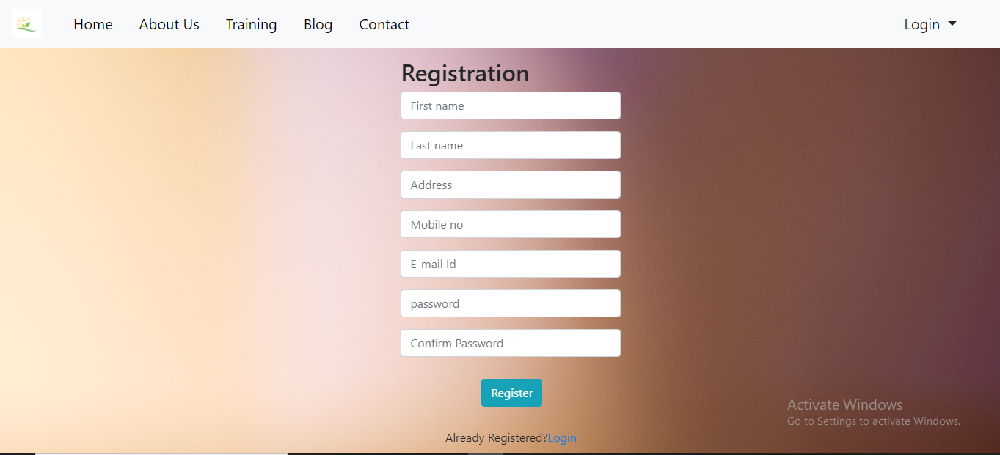 Home About Us Training Blog Contact Login
Registration
First name
Last name
Address
Mobile no
E-mail Id
password
Confirm Password
Register
Activate Windows
Go to Settings to activate Windows.
Already Registered?Login